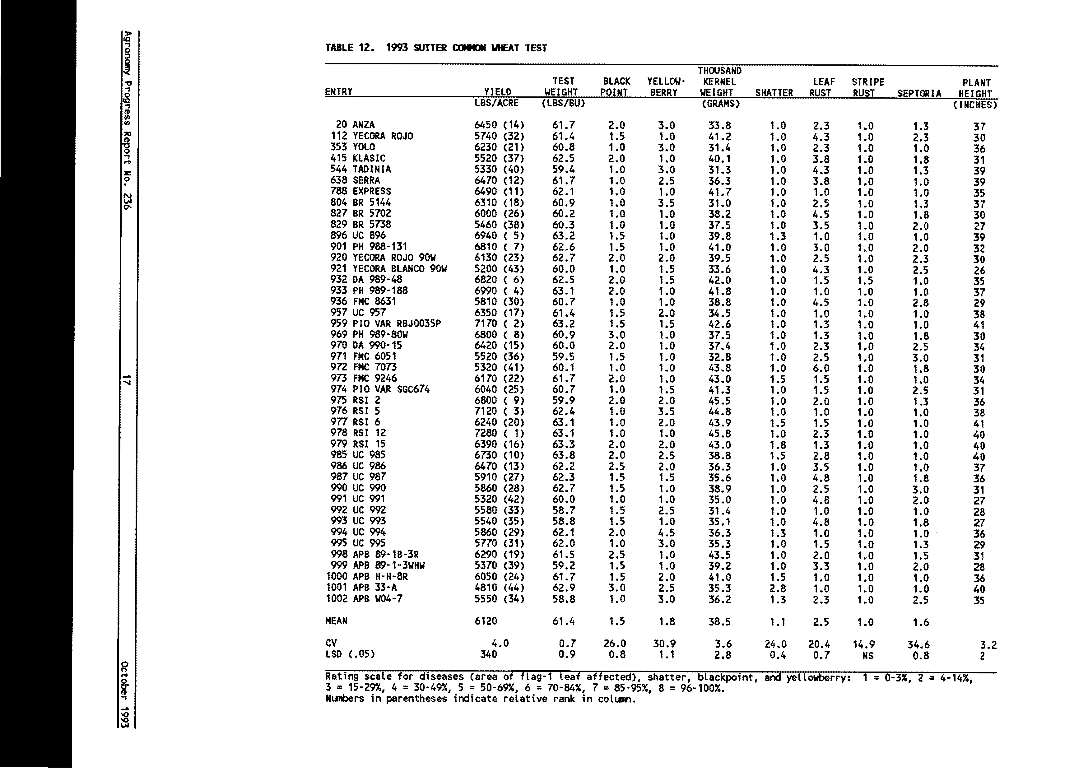 Agronomy Progress Report No. 236
17
October 1993
TABLE 12. 1993 SUTTER COMMON WHEAT TEST
THOUSAND
TEST BLACK YELLOW- KERNEL LEAF STRIPE PLANT
ENTRY YIELD WEIGHT POINT BERRY WEIGHT SHATTER RUST RUST SEPTORIA HEIGHT
LBS/ACRE (LBS/BU) (GRAMS) (INCHES)
20 ANZA 6450 (14) 61.7 2.0 3.0 33.8 1.0 2.3 1.0 1.3 37
112 YECORA ROJO 5740 (32) 61.4 1.5 1.0 41.2 1.0 4.3 1.0 2.3 30
353 YOLO 6230 (21) 60.8 1.0 3.0 31.4 1.0 2.3 1.0 1.0 36
415 KLASIC 5520 (37) 62.5 2.0 1.0 40.1 1.0 3.8 1.0 1.8 31
544 TADINIA 5330 (40) 59.4 1.0 3.0 31.3 1.0 4.3 1.0 1.3 39
638 SERRA 6470 (12) 61.7 1.0 2.5 36.3 1.0 3.8 1.0 1.0 39
788 EXPRESS 6490 (11) 62.1 1.0 1.0 41.7 1.0 1.0 1.0 1.0 35
804 BR 5144 6310 (18) 60.9 1.0 3.5 31.0 1.0 2.5 1.0 1.3 37
827 BR 5702 6000 (26) 60.2 1.0 1.0 38.2 1.0 4.5 1.0 1.8 30
829 BR 5738 5460 (38) 60.3 1.0 1.0 37.5 1.0 3.5 1.0 2.0 27
896 UC 896 6940 ( 5) 63.2 1.5 1.0 39.8 1.3 1.0 1.0 1.0 39
901 PH 988-131 6810 ( 7) 62.6 1.5 1.0 41.0 1.0 3.0 1.0 2.0 32
920 YECORA ROJO 90W 6130 (23) 62.7 2.0 2.0 39.5 1.0 2.5 1.0 2.3 30
921 YECORA BLANCO 90W 5200 (43) 60.0 1.0 1.5 33.6 1.0 4.3 1.0 2.5 26
932 DA 989-48 6820 ( 6) 62.5 2.0 1.5 42.0 1.0 1.5 1.5 1.0 35
933 PH 989-188 6990 ( 4) 63.1 2.0 1.0 41.8 1.0 1.0 1.0 1.0 37
936 FMC 8631 5810 (30) 60.7 1.0 1.0 38.8 1.0 4.5 1.0 2.8 29
957 UC 957 6350 (17) 61.4 1.5 2.0 34.5 1.0 1.0 1.0 1.0 38
959 PIO VAR RBJ0035P 7170 ( 2) 63.2 1.5 1.5 42.6 1.0 1.3 1.0 1.0 41
969 PH 989-80W 6800 ( 8) 60.9 3.0 1.0 37.5 1.0 1.3 1.0 1.8 30
970 DA 990-15 6420 (15) 60.0 2.0 1.0 37.4 1.0 2.3 1.0 2.5 34
971 FMC 6051 5520 (36) 59.5 1.5 1.0 32.8 1.0 2.5 1.0 3.0 31
972 FMC 7073 5320 (41) 60.1 1.0 1.0 43.8 1.0 6.0 1.0 1.8 30
973 FMC 9246 6170 (22) 61.7 2.0 1.0 43.0 1.5 1.5 1.0 1.0 34
974 PIO VAR SGC674 6040 (25) 60.7 1.0 1.5 41.3 1.0 1.5 1.0 2.5 31
975 RSI 2 6800 ( 9) 59.9 2.0 2.0 45.5 1.0 2.0 1.0 1.3 36
976 RSI 5 7120 ( 3) 62.4 1.0 3.5 44.8 1.0 1.0 1.0 1.0 38
977 RSI 6 6240 (20) 63.1 1.0 2.0 43.9 1.5 1.5 1.0 1.0 41
978 RSI 12 7280 ( 1) 63.1 1.0 1.0 45.8 1.0 2.3 1.0 1.0 40
979 RSI 15 6390 (16) 63.3 2.0 2.0 43.0 1.8 1.3 1.0 1.0 40
985 UC 985 6730 (10) 63.8 2.0 2.5 38.8 1.5 2.8 1.0 1.0 40
986 UC 986 6470 (13) 62.2 2.5 2.0 36.3 1.0 3.5 1.0 1.0 37
987 UC 987 5910 (27) 62.3 1.5 1.5 35.6 1.0 4.8 1.0 1.8 36
990 UC 990 5860 (28) 62.7 1.5 1.0 38.9 1.0 2.5 1.0 3.0 31
991 UC 991 5320 (42) 60.0 1.0 1.0 35.0 1.0 4.8 1.0 2.0 27
992 UC 992 5580 (33) 58.7 1.5 2.5 31.4 1.0 1.0 1.0 1.0 28
993 UC 993 5540 (35) 58.8 1.5 1.0 35.1 1.0 4.8 1.0 1.8 27
994 UC 994 5860 (29) 62.1 2.0 4.5 36.3 1.3 1.0 1.0 1.0 36
995 UC 995 5770 (31) 62.0 1.0 3.0 35.3 1.0 1.5 1.0 1.3 29
998 APB 89-18-3R 6290 (19) 61.5 2.5 1.0 43.5 1.0 2.0 1.0 1.5 31
999 APB 89-1-3WHW 5370 (39) 59.2 1.5 1.0 39.2 1.0 3.3 1.0 2.0 28
1000 APB H-H-8R 6050 (24) 61.7 1.5 2.0 41.0 1.5 1.0 1.0 1.0 36
1001 APB 33-A 4810 (44) 62.9 3.0 2.5 35.3 2.8 1.0 1.0 1.0 40
1002 APB W04-7 5550 (34) 58.8 1.0 3.0 36.2 1.3 2.3 1.0 2.5 35
MEAN 6120 61.4 1.5 1.8 38.5 1.1 2.5 1.0 1.6
CV 4.0 0.7 26.0 30.9 3.6 24.0 20.4 14.9 34.6 3.2
LSD (.05) 340 0.9 0.8 1.1 2.8 0.4 0.7 NS 0.8 2
Rating scale for diseases (area of flag-1 leaf affected), shatter, blackpoint, and yellowberry: 1 = 0-3%, 2 = 4-14%,
3 = 15-29%, 4 = 30-49%, 5 = 50-69%, 6 = 70-84%, 7 = 85-95%, 8 = 96-100%.
Numbers in parentheses indicate relative rank in column.